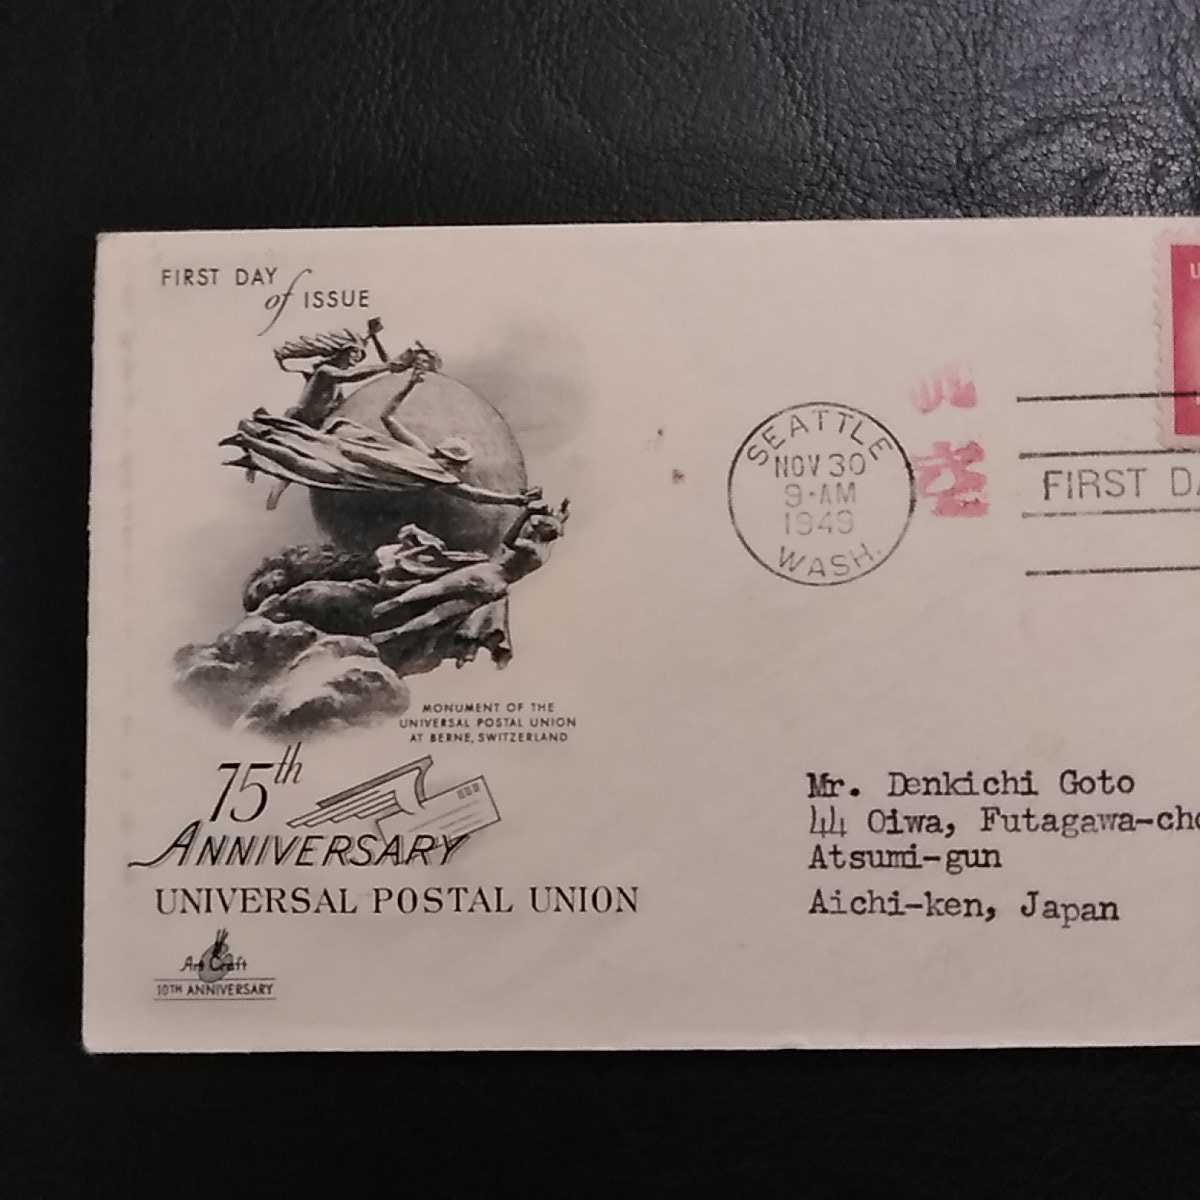 FIRST DAY
of ISSUE
SEATTLE
NOV 30
9-AM
1949
WASH.
FIRST
MONUMENT OF THE
UNIVERSAL POSTAL UNION
AT BERNE, SWITZERLAND
75th
ANNIVERSARY
UNIVERSAL POSTAL UNION
Art Craft
10TH ANNIVERSARY
Mr. Denkichi Goto
44 Oiwa, Futagawa-cho
Atsumi-gun
Aichi-ken, Japan